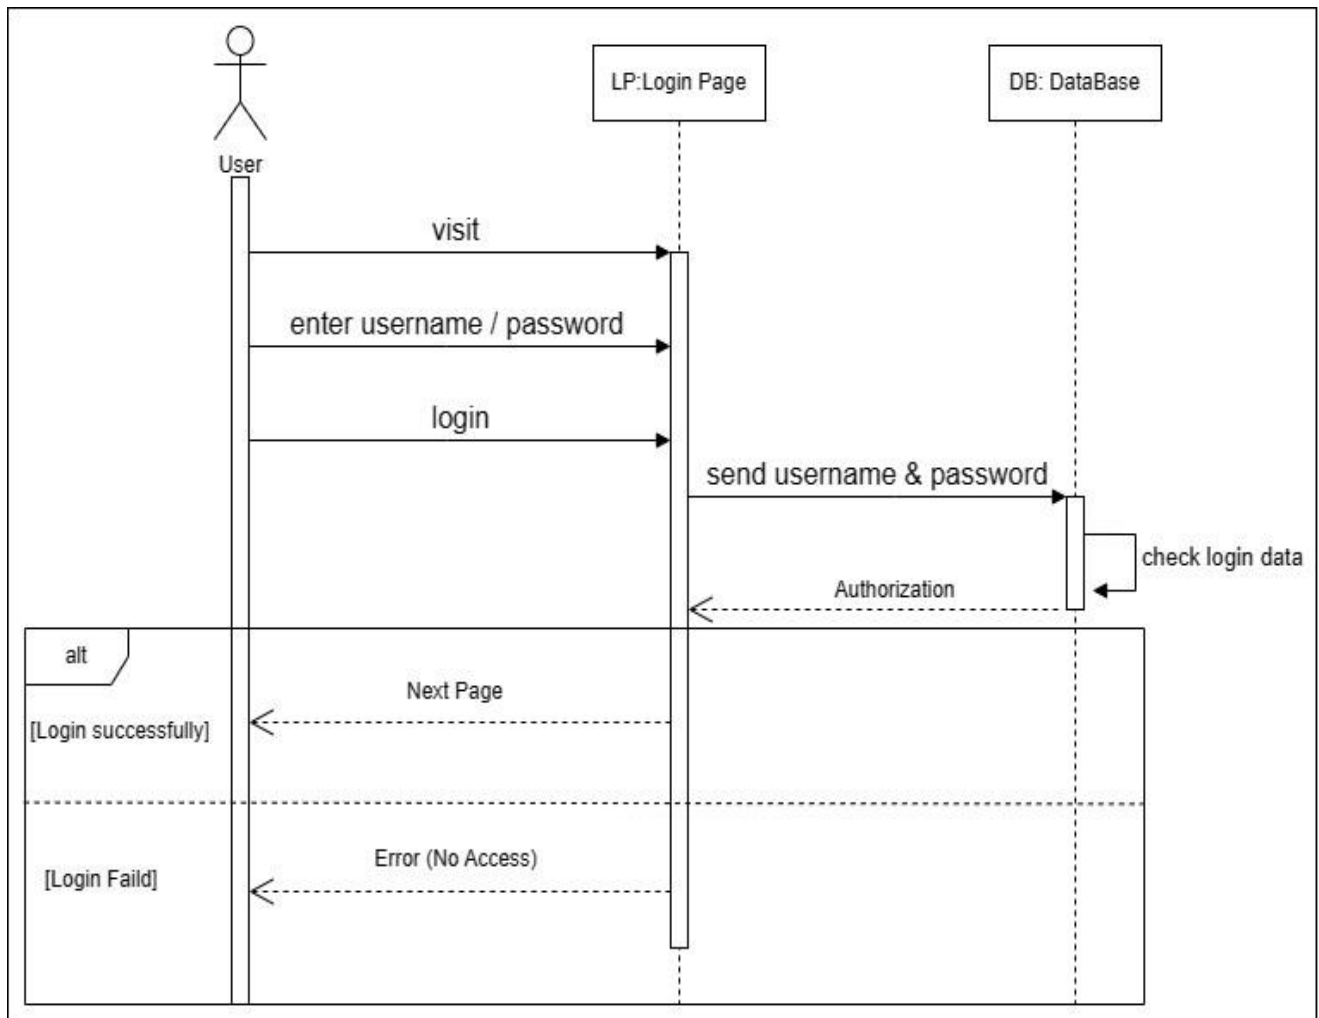 LP:Login Page
DB: DataBase
User
visit
enter username / password
login
send username & password
check login data
Authorization
alt
Next Page
[Login successfully]
Error (No Access)
[Login Faild]